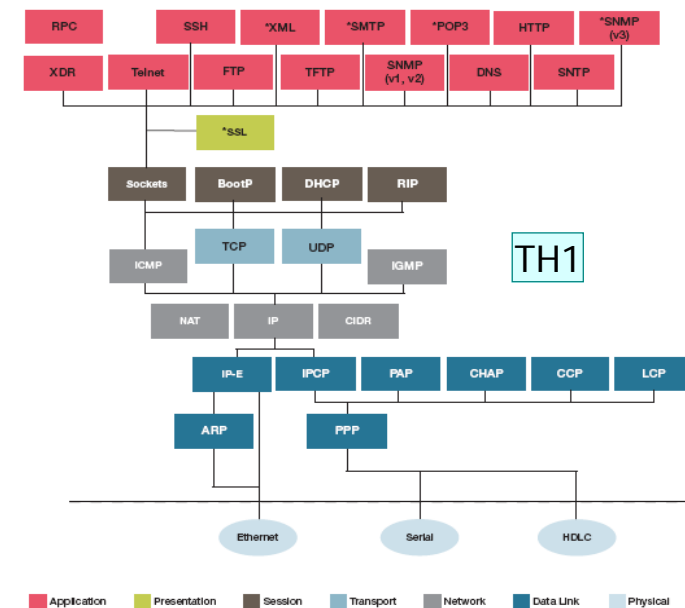 RPC
SSH
*XML
*SMTP
*POP3
HTTP
*SNMP
(v3)
XDR
Telnet
FTP
TFTP
SNMP
(v1, v2)
DNS
SNTP
*SSL
Sockets
BootP
DHCP
RIP
TCP
UDP
ICMP
IGMP
TH1
NAT
IP
CIDR
IP-E
IPCP
PAP
CHAP
CCP
LCP
ARP
PPP
Ethernet
Serial
HDLC
Application
Presentation
Session
Transport
Network
Data Link
Physical